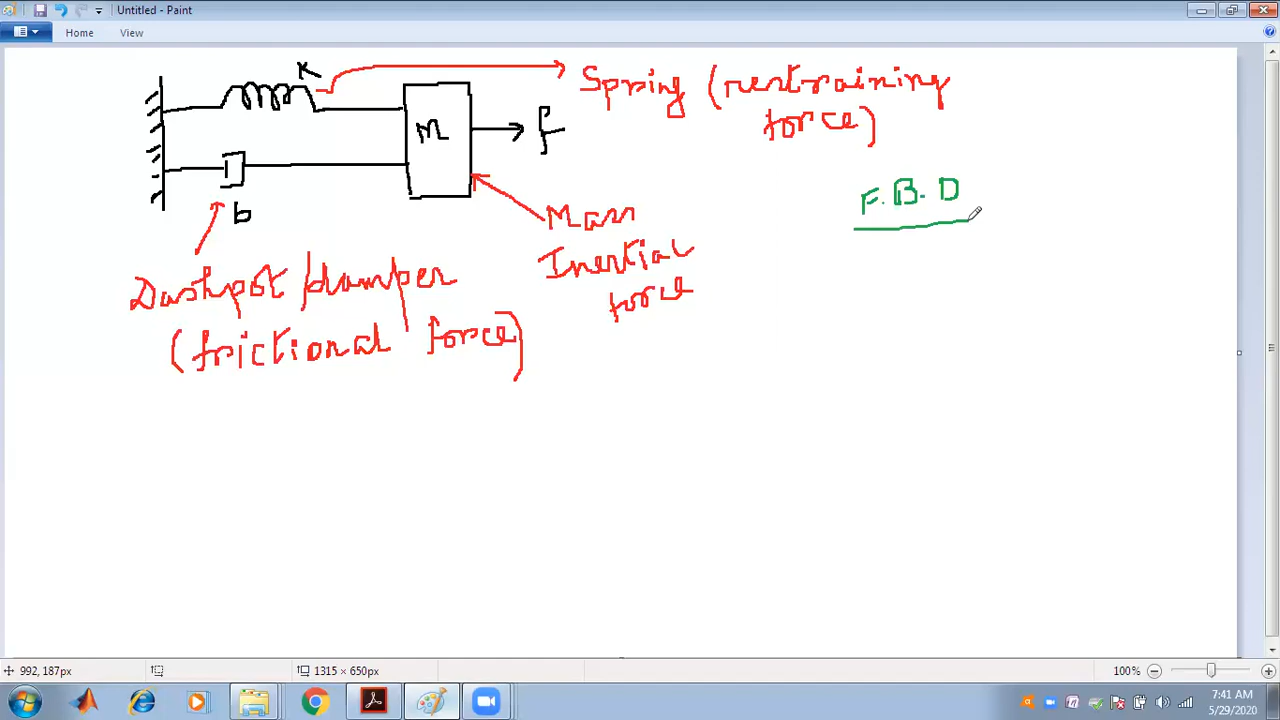 Untitled - Paint
Home View
K
Spring (restraining
force)
M
f
F.B.D
b
Mass
Inertial
force
Dashpot/damper
(frictional force)
992, 187px
1315 × 650px
100%
7:41 AM
5/29/2020